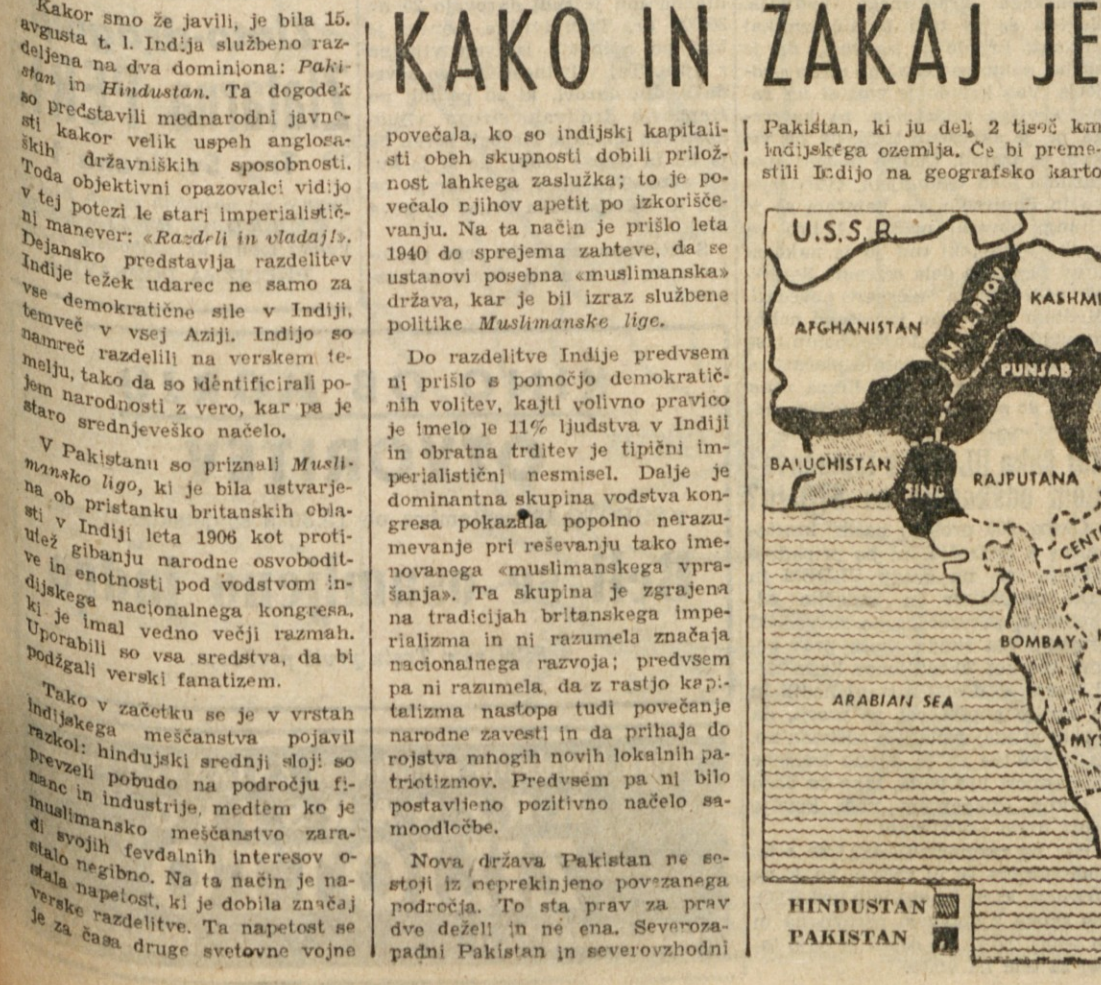 KAKO IN ZAKAJ JE
Kakor smo že javili, je bila 15.
avgusta t. l. Indija službeno raz-
deljena na dva dominiona: Paki-
stan in Hindustan. Ta dogodek
so predstavili mednarodni javno-
sti kakor velik uspeh anglosa-
ških državniških sposobnosti.
Toda objektivni opazovalci vidijo
v tej potezi le stari imperialistič-
ni manever: «Razdeli in vladaj!».
Dejansko predstavlja razdelitev
Indije težek udarec ne samo za
vse demokratične sile v Indiji,
temveč v vsej Aziji. Indijo so
namreč razdelili na verskem te-
melju, tako da so identificirali po-
jem narodnosti z vero, kar pa je
staro srednjeveško načelo.
V Pakistanu so priznali Musli-
mansko ligo, ki je bila ustvarje-
na ob pristanku britanskih obla-
sti v Indiji leta 1906 kot proti-
utež gibanju narodne osvobodit-
ve in enotnosti pod vodstvom in-
dijskega nacionalnega kongresa,
ki je imal vedno večji razmah.
Uporabili so vsa sredstva, da bi
podžgali verski fanatizem.
Tako v začetku se je v vrstah
indijskega meščanstva pojavil
razkol: hindujski srednji sloji so
prevzeli pobudo na področju fi-
nanc in industrije, medtem ko je
muslimansko meščanstvo zara-
di svojih fevdalnih interesov o-
stalo negibno. Na ta način je na-
stala napetost, ki je dobila značaj
verske razdelitve. Ta napetost se
je za časa druge svetovne vojne
povečala, ko so indijski kapitali-
sti obeh skupnosti dobili prilož-
nost lahkega zaslužka; to je po-
večalo njihov apetit po izkorišče-
vanju. Na ta način je prišlo leta
1940 do sprejema zahteve, da se
ustanovi posebna «muslimanska»
država, kar je bil izraz službene
politike Muslimanske lige.
Do razdelitve Indije predvsem
ni prišlo s pomočjo demokratič-
nih volitev, kajti volivno pravico
je imelo le 11% ljudstva v Indiji
in obratna trditev je tipični im-
perialistični nesmisel. Dalje je
dominantna skupina vodstva kon-
gresa pokazala popolno nerazu-
mevanje pri reševanju tako ime-
novanega «muslimanskega vpra-
šanja». Ta skupina je zgrajena
na tradicijah britanskega impe-
rializma in ni razumela značaja
nacionalnega razvoja; predvsem
pa ni razumela, da z rastjo kapi-
talizma nastopa tudi povečanje
narodne zavesti in da prihaja do
rojstva mnogih novih lokalnih pa-
triotizmov. Predvsem pa ni bilo
postavljeno pozitivno načelo sa-
moodločbe.
Nova država Pakistan ne se-
stoji iz neprekinjeno povezanega
področja. To sta prav za prav
dve deželi in ne ena. Severoza-
padni Pakistan in severovzhodni
Pakistan, ki ju deli 2 tisoč km
indijskega ozemlja. Če bi preme-
stili Indijo na geografsko karto
U.S.S.R.
AFGHANISTAN
N.W. PROV
KASHMI
PUNJAB
BALUCHISTAN
SIND
RAJPUTANA
CENT
BOMBAY
ARABIAN SEA
MY
HINDUSTAN
PAKISTAN